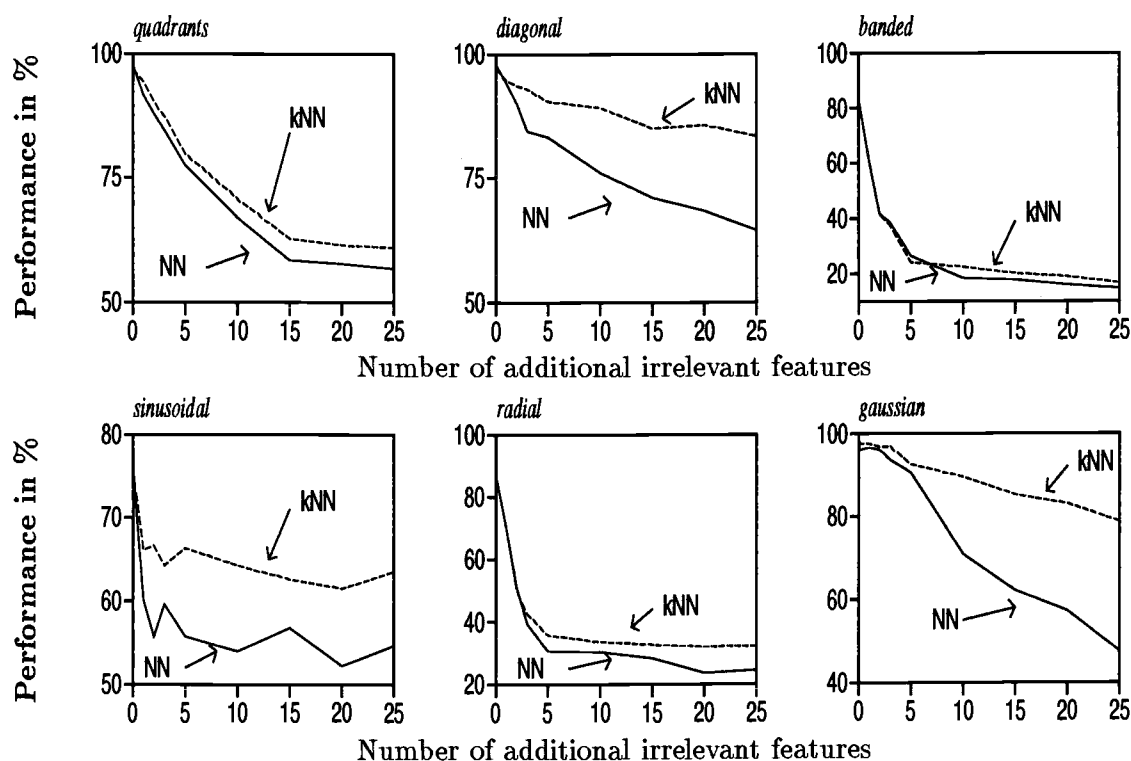 quadrants
diagonal
banded
Performance in %
100
75
50
kNN
NN
0 5 10 15 20 25
100
75
50
kNN
NN
0 5 10 15 20 25
100
80
60
40
20
kNN
NN
0 5 10 15 20 25
Number of additional irrelevant features
sinusoidal
radial
gaussian
Performance in %
80
70
60
50
kNN
NN
0 5 10 15 20 25
100
80
60
40
20
kNN
NN
0 5 10 15 20 25
100
80
60
40
kNN
NN
0 5 10 15 20 25
Number of additional irrelevant features